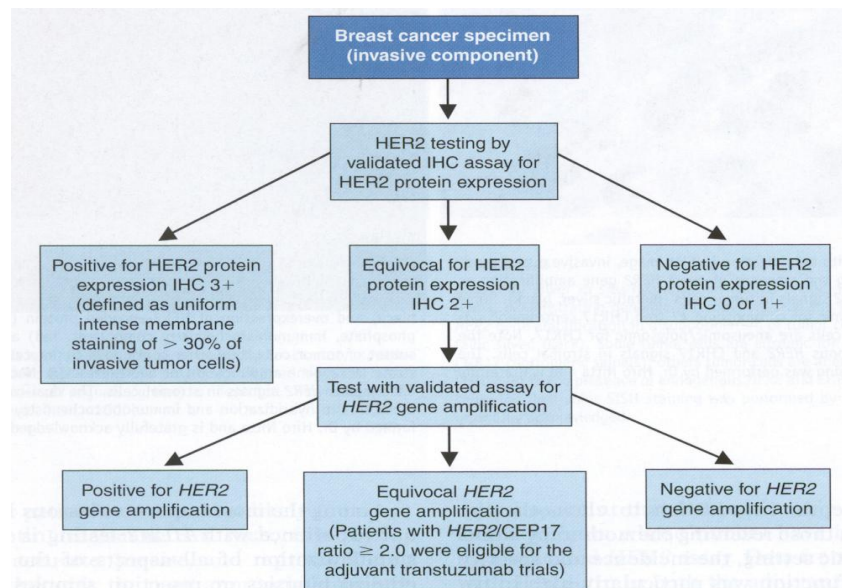 Breast cancer specimen
(invasive component)
HER2 testing by
validated IHC assay for
HER2 protein expression
Positive for HER2 protein
expression IHC 3+
(defined as uniform
intense membrane
staining of > 30% of
invasive tumor cells)
Equivocal for HER2
protein expression
IHC 2+
Negative for HER2
protein expression
IHC 0 or 1+
Test with validated assay for
HER2 gene amplification
Positive for HER2
gene amplification
Equivocal HER2
gene amplification
(Patients with HER2/CEP17
ratio ≥ 2.0 were eligible for the
adjuvant trastuzumab trials)
Negative for HER2
gene amplification